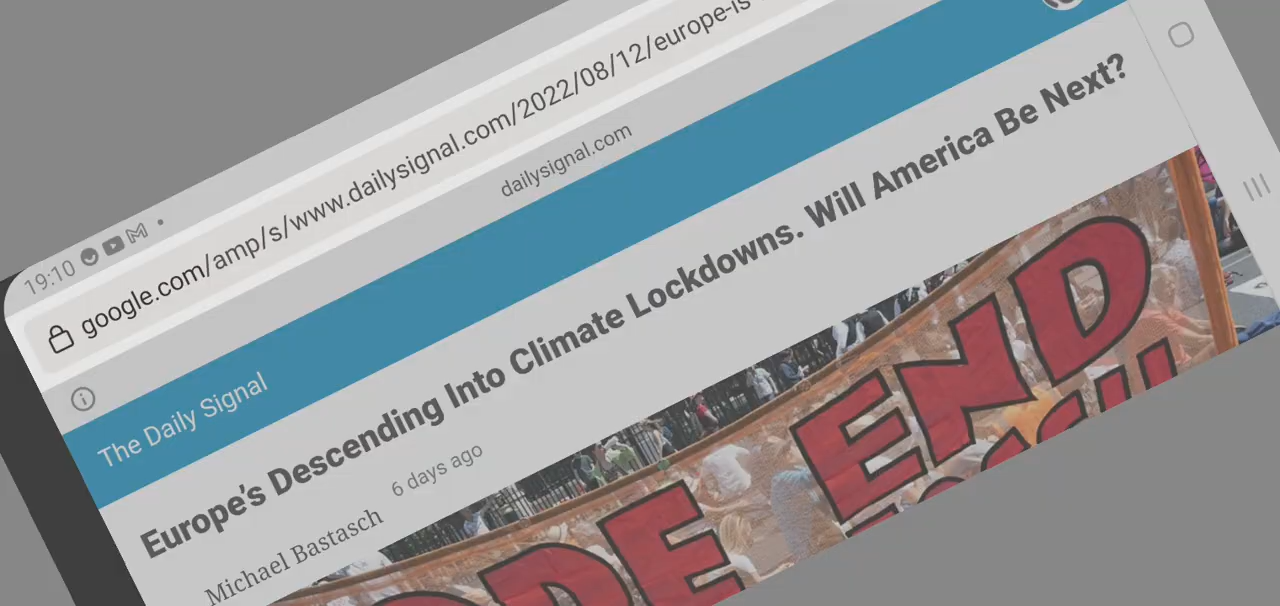 19:10
google.com/amp/s/www.dailysignal.com/2022/08/12/europe-is
dailysignal.com
The Daily Signal
Europe's Descending Into Climate Lockdowns. Will America Be Next?
Michael Bastasch 6 days ago
END